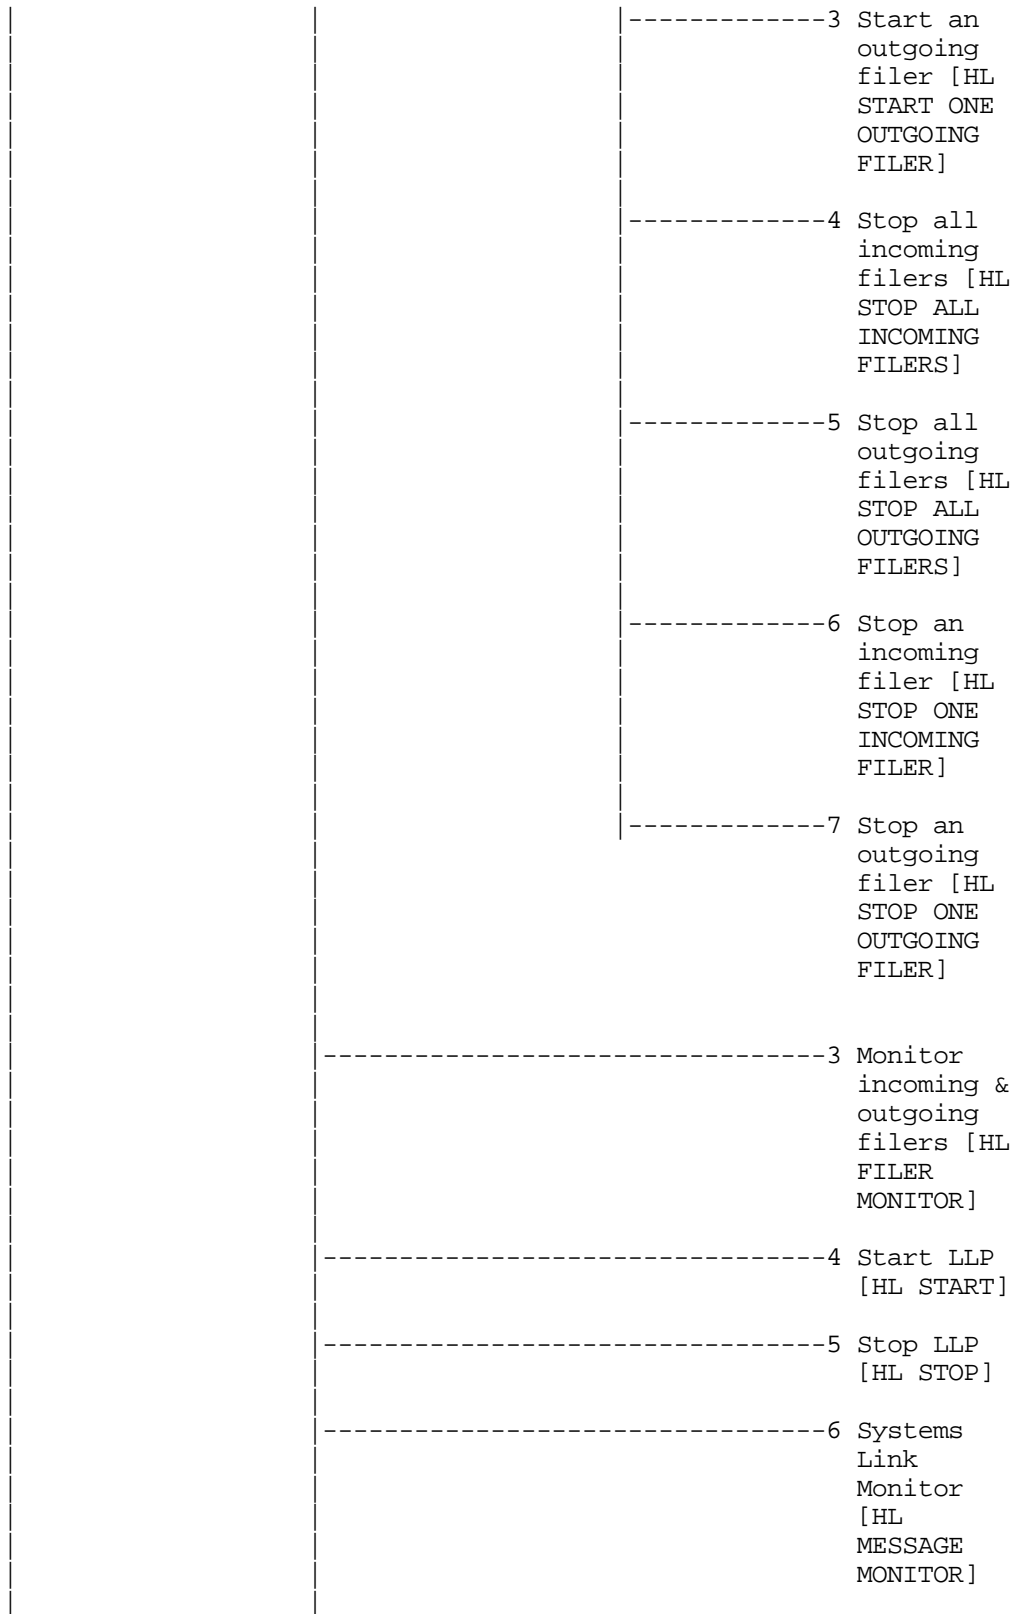 |-------------3 Start an
outgoing
filer [HL
START ONE
OUTGOING
FILER]
|-------------4 Stop all
incoming
filers [HL
STOP ALL
INCOMING
FILERS]
|-------------5 Stop all
outgoing
filers [HL
STOP ALL
OUTGOING
FILERS]
|-------------6 Stop an
incoming
filer [HL
STOP ONE
INCOMING
FILER]
|-------------7 Stop an
outgoing
filer [HL
STOP ONE
OUTGOING
FILER]
|---------------------------------3 Monitor
incoming &
outgoing
filers [HL
FILER
MONITOR]
|---------------------------------4 Start LLP
[HL START]
|---------------------------------5 Stop LLP
[HL STOP]
|---------------------------------6 Systems
Link
Monitor
[HL
MESSAGE
MONITOR]